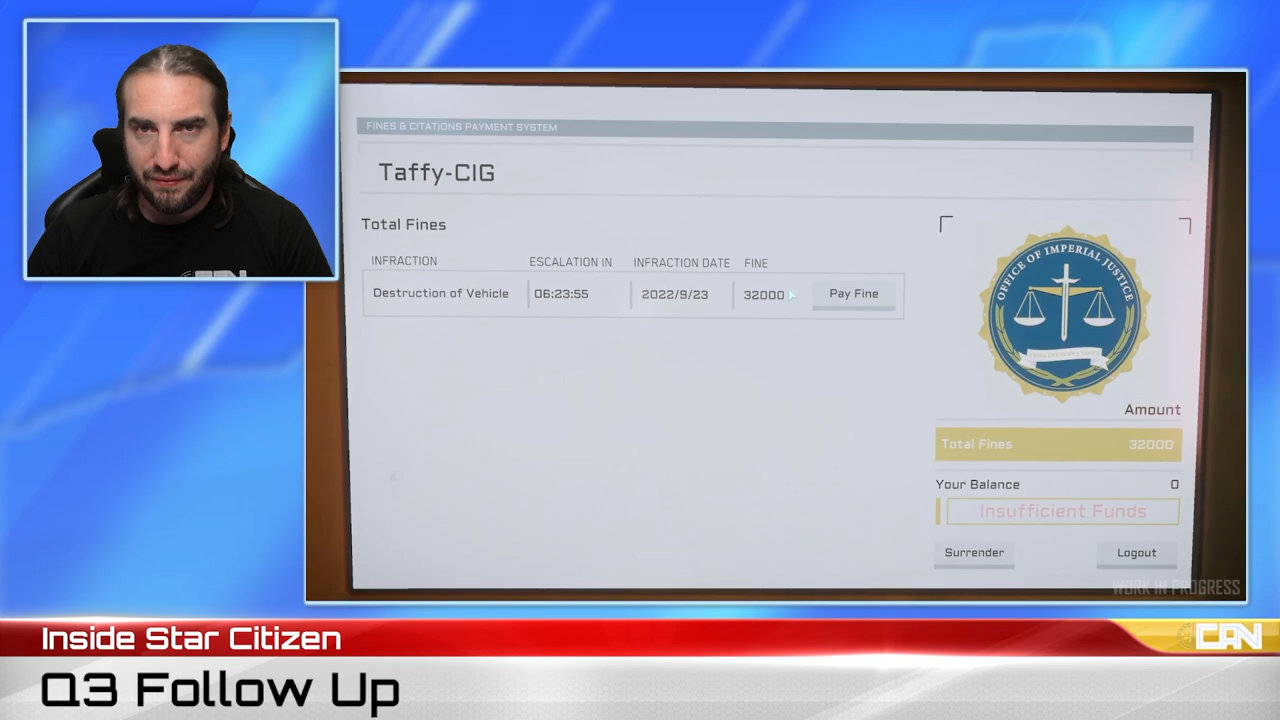 FINES & CITATIONS PAYMENT SYSTEM
Taffy-CIG
Total Fines
INFRACTION ESCALATION IN INFRACTION DATE FINE
Destruction of Vehicle 06:23:55 2022/9/23 32000 Pay Fine
OFFICE OF IMPERIAL JUSTICE
Amount
Total Fines 32000
Your Balance 0
Insufficient Funds
Surrender Logout
WORK IN PROGRESS
Inside Star Citizen
CAN
Q3 Follow Up